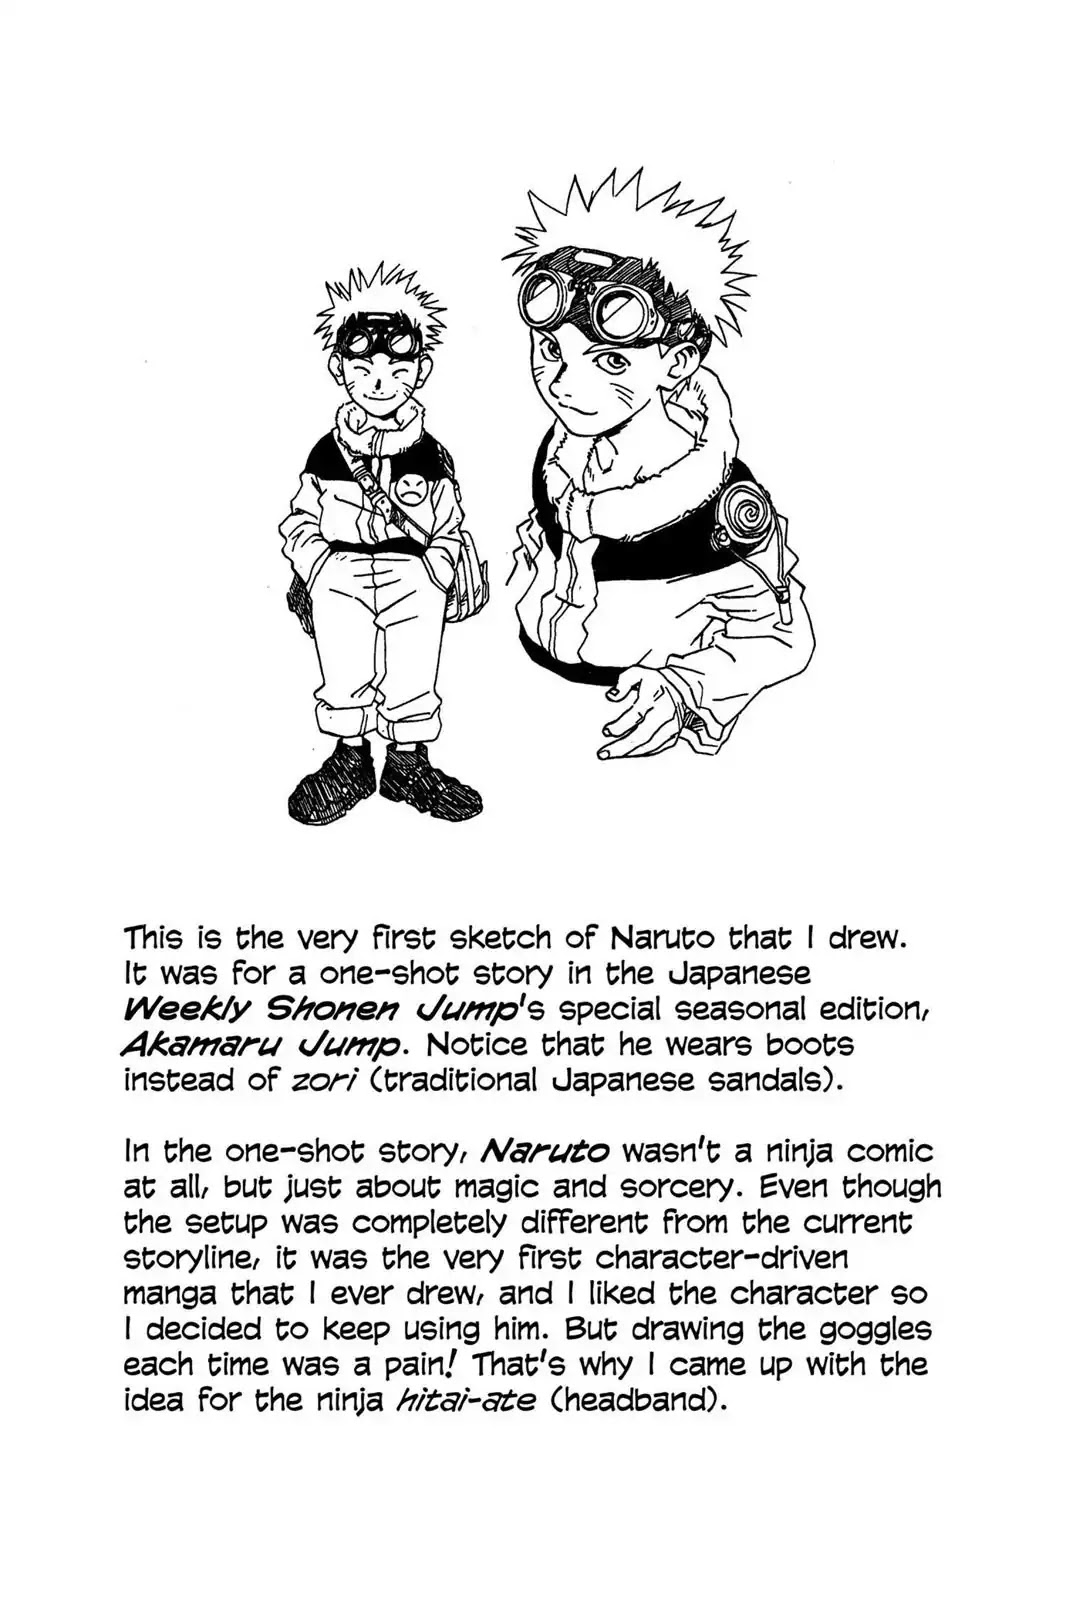 This is the very first sketch of Naruto that I drew.
It was for a one-shot story in the Japanese
Weekly Shonen Jump's special seasonal edition,
Akamaru Jump. Notice that he wears boots
instead of zori (traditional Japanese sandals).
In the one-shot story, Naruto wasn't a ninja comic
at all, but just about magic and sorcery. Even though
the setup was completely different from the current
storyline, it was the very first character-driven
manga that I ever drew, and I liked the character so
I decided to keep using him. But drawing the goggles
each time was a pain! That's why I came up with the
idea for the ninja hitai-ate (headband).